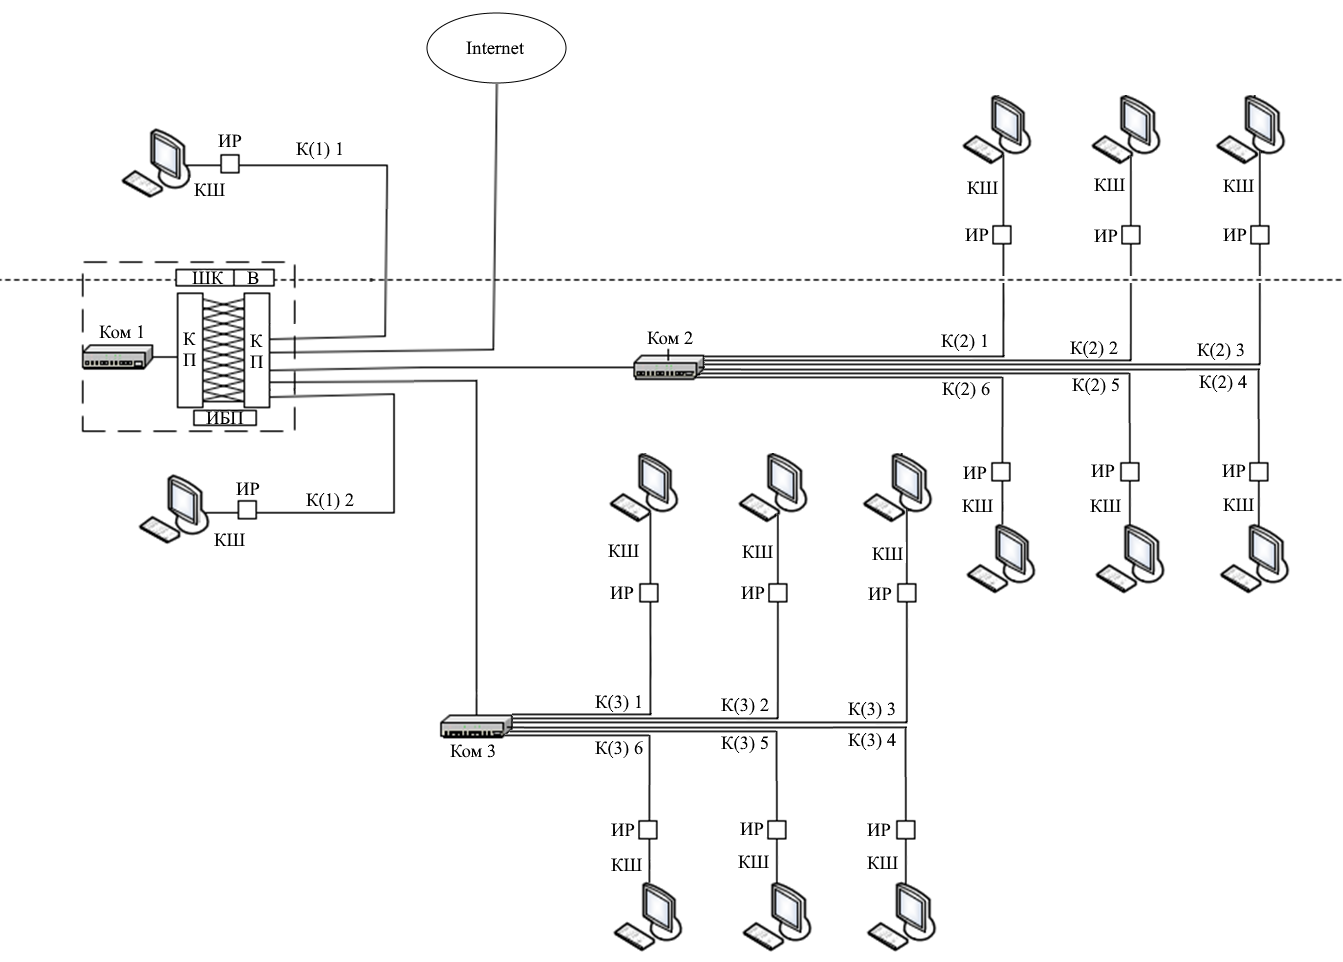 Internet
ИР
К(1) 1
КШ
КШ
КШ
КШ
ИР
ИР
ИР
ШК
В
Ком 1
К
П
К
П
ИБП
Ком 2
К(2) 1
К(2) 2
К(2) 3
К(2) 6
К(2) 5
К(2) 4
ИР
К(1) 2
КШ
ИР
ИР
ИР
КШ
КШ
КШ
КШ
КШ
КШ
ИР
ИР
ИР
К(3) 1
К(3) 2
К(3) 3
Ком 3
К(3) 6
К(3) 5
К(3) 4
ИР
ИР
ИР
КШ
КШ
КШ